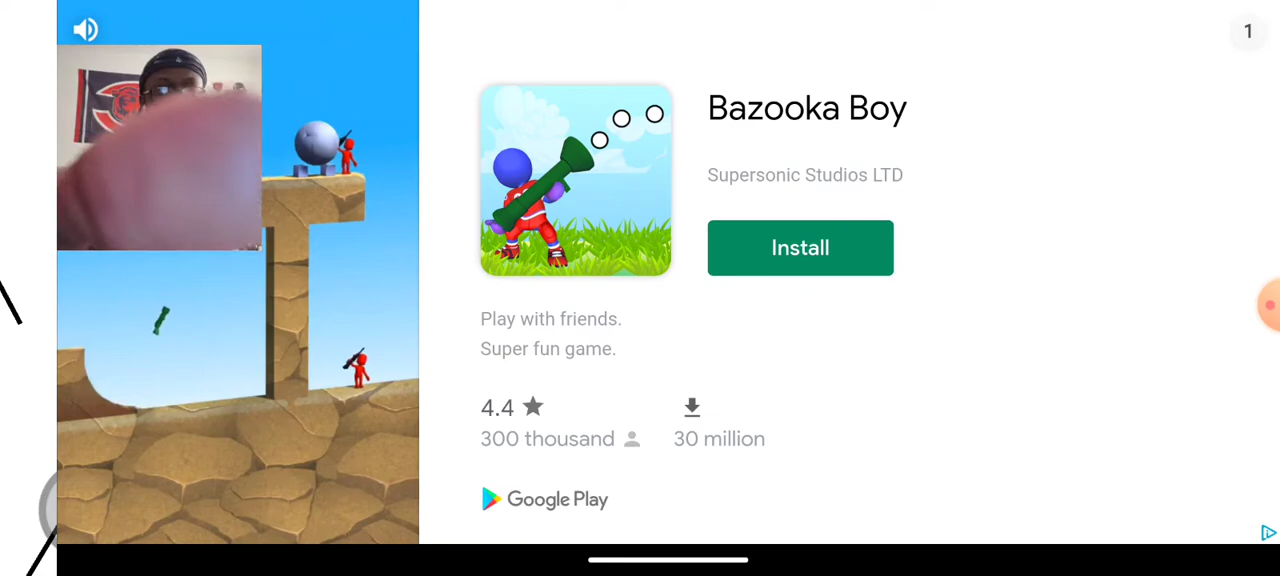 1
Bazooka Boy
Supersonic Studios LTD
Install
Play with friends.
Super fun game.
4.4
300 thousand
30 million
Google Play